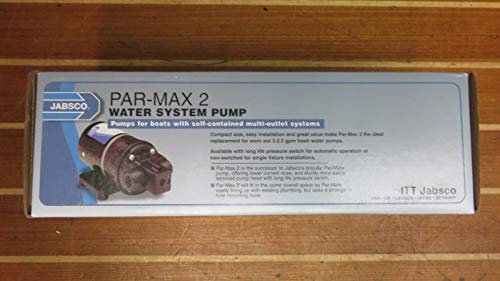 JABSCO
PAR-MAX 2
WATER SYSTEM PUMP
Pumps for boats with self-contained multi-outlet systems
Compact size, easy installation and great value make Par-Max 2 the ideal
replacement for worn out 2-2.5 gpm fresh water pumps.
Available with long life pressure switch for automatic operation or
non-switched for single fixture installations.
Par-Max 2 is the successor to Jabsco's popular Par-Mate
pump, offering lower current draw, and sturdy more easily
serviced pump head with long life pressure switch.
Par-Max 2 will fit in the same overall space as Par-Mate
easily lining up with existing plumbing, but uses a stronger 4
hole mounting base
ITT Jabsco
USA • UK • CANADA • JAPAN • GERMANY